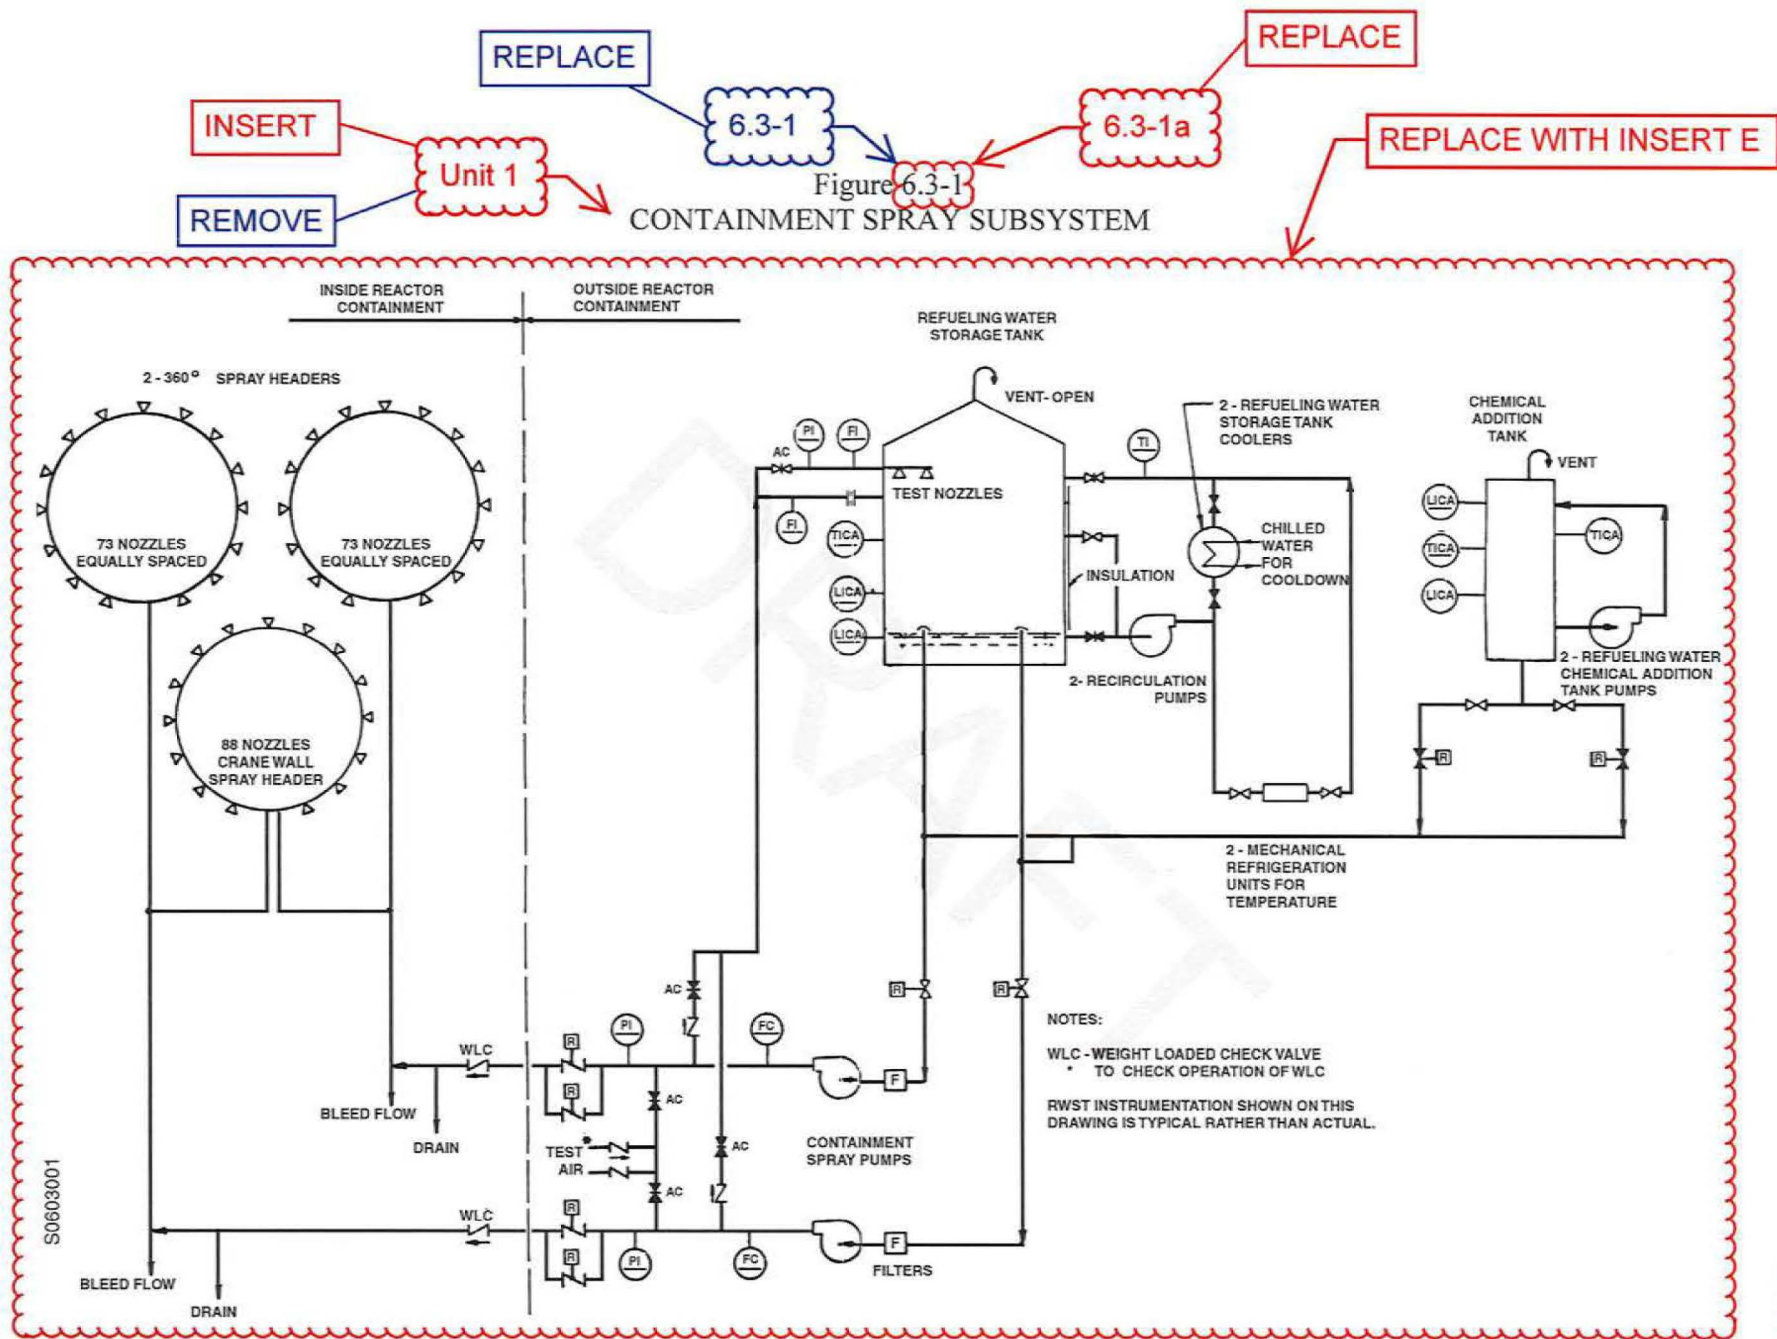 REPLACE
REPLACE
INSERT
6.3-1
6.3-1a
REPLACE WITH INSERT E
Unit 1
REMOVE
Figure 6.3-1
CONTAINMENT SPRAY SUBSYSTEM
INSIDE REACTOR
CONTAINMENT
OUTSIDE REACTOR
CONTAINMENT
REFUELING WATER
STORAGE TANK
2 - 360° SPRAY HEADERS
VENT- OPEN
2 - REFUELING WATER
STORAGE TANK
COOLERS
CHEMICAL
ADDITION
TANK
VENT
AC
PI
FI
TI
TEST NOZZLES
FI
LICA
TICA
TICA
TICA
LICA
LICA
LICA
73 NOZZLES
EQUALLY SPACED
73 NOZZLES
EQUALLY SPACED
CHILLED
WATER
FOR
COOLDOWN
INSULATION
2- RECIRCULATION
PUMPS
2 - REFUELING WATER
CHEMICAL ADDITION
TANK PUMPS
88 NOZZLES
CRANE WALL
SPRAY HEADER
R
R
DRAFT
2 - MECHANICAL
REFRIGERATION
UNITS FOR
TEMPERATURE
AC
R
R
PI
FC
NOTES:
WLC - WEIGHT LOADED CHECK VALVE
* TO CHECK OPERATION OF WLC
RWST INSTRUMENTATION SHOWN ON THIS
DRAWING IS TYPICAL RATHER THAN ACTUAL.
WLC
R
R
F
BLEED FLOW
DRAIN
AC
TEST *
AIR
AC
AC
CONTAINMENT
SPRAY PUMPS
WLC
R
R
PI
FC
F
FILTERS
BLEED FLOW
DRAIN
S0603001